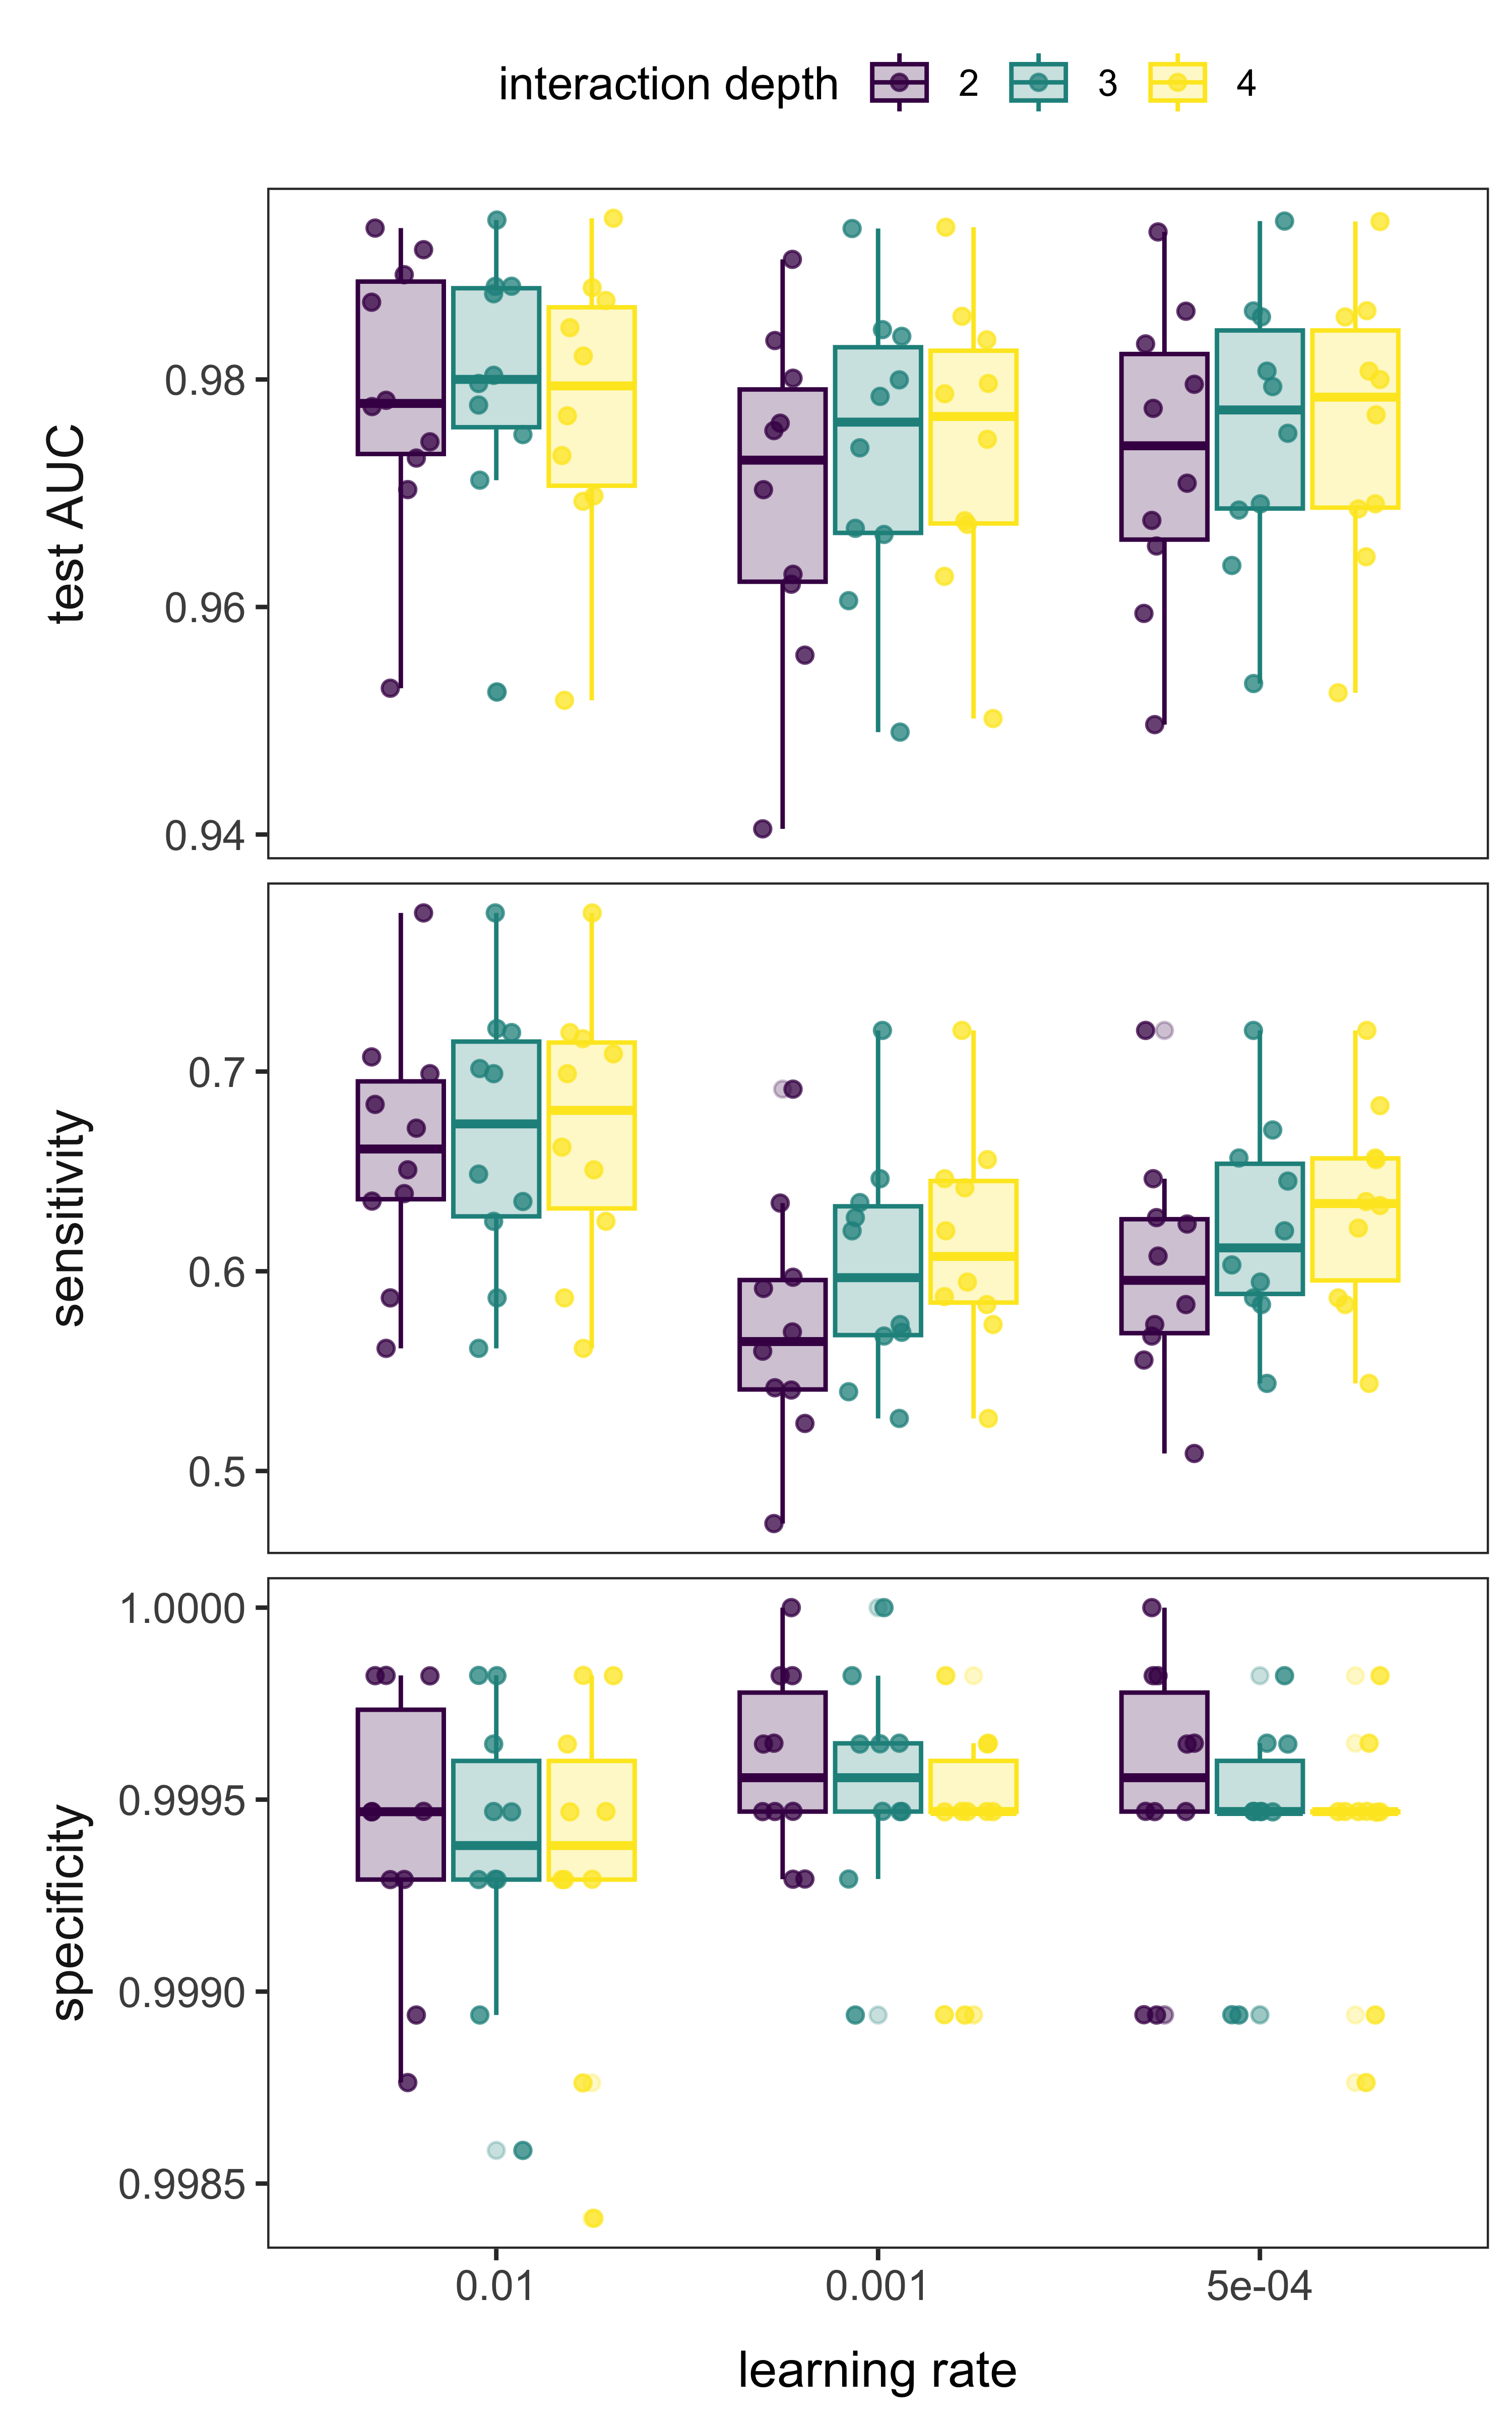 interaction depth 2 3 4
test AUC
0.98
0.96
0.94
sensitivity
0.7
0.6
0.5
specificity
1.0000
0.9995
0.9990
0.9985
0.01 0.001 5e-04
learning rate